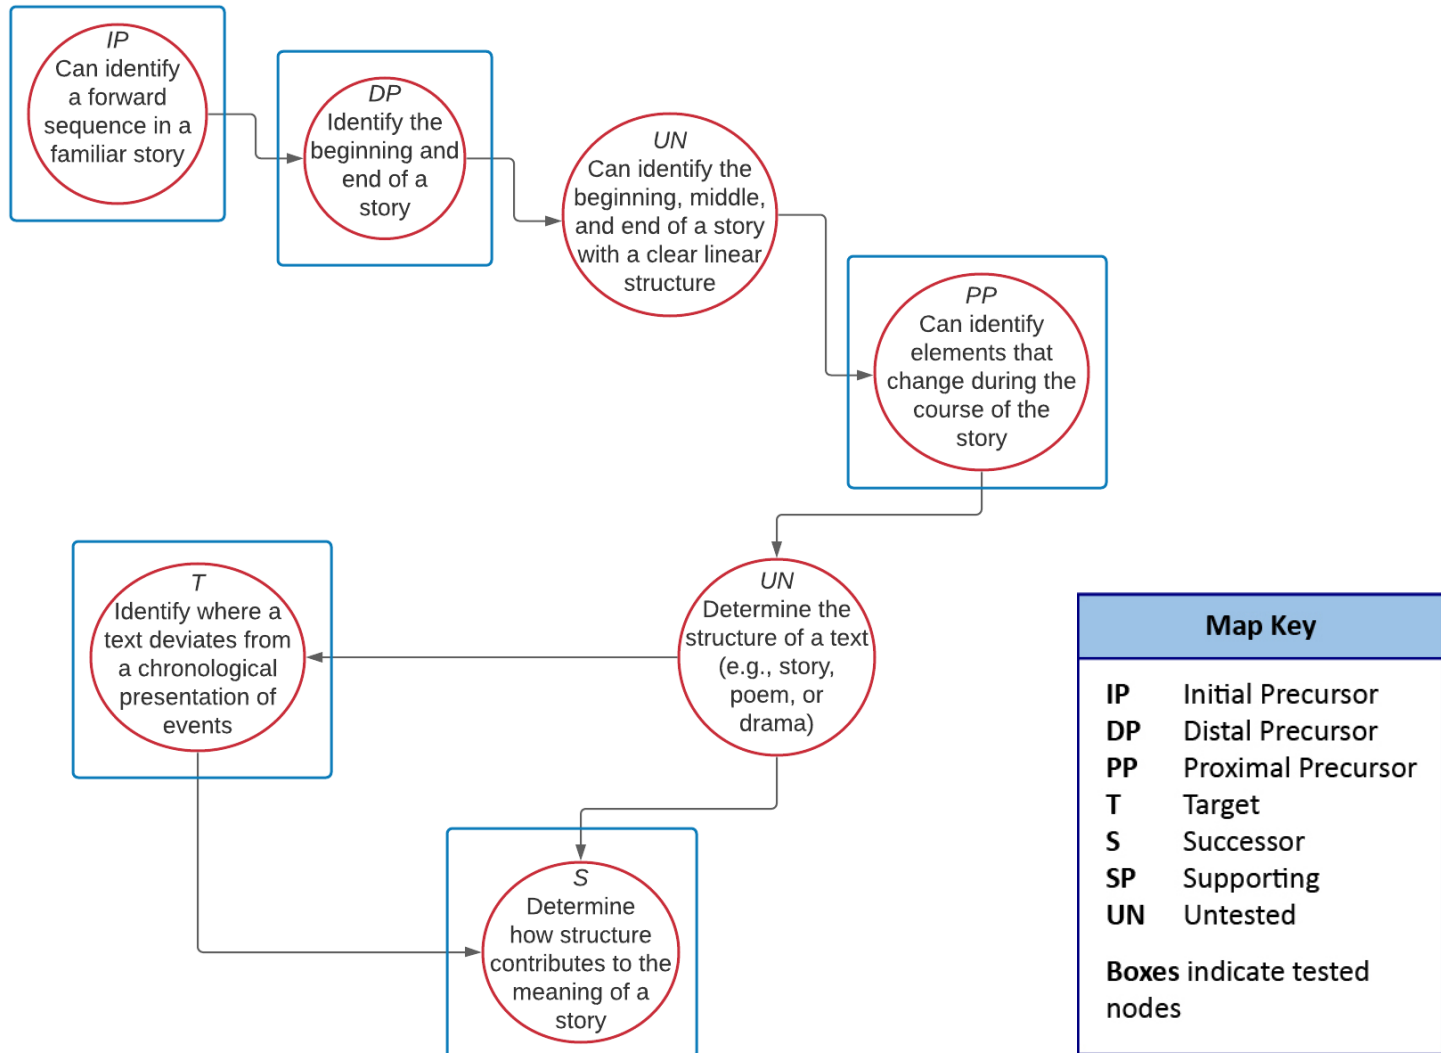 IP
Can identify
a forward
sequence in a
familiar story
DP
Identify the
beginning and
end of a
story
UN
Can identify the
beginning, middle,
and end of a story
with a clear linear
structure
PP
Can identify
elements that
change during the
course of the
story
T
Identify where a
text deviates from
a chronological
presentation of
events
UN
Determine the
structure of a text
(e.g., story,
poem, or
drama)
S
Determine
how structure
contributes to the
meaning of a
story
Map Key
IP Initial Precursor
DP Distal Precursor
PP Proximal Precursor
T Target
S Successor
SP Supporting
UN Untested
Boxes indicate tested
nodes